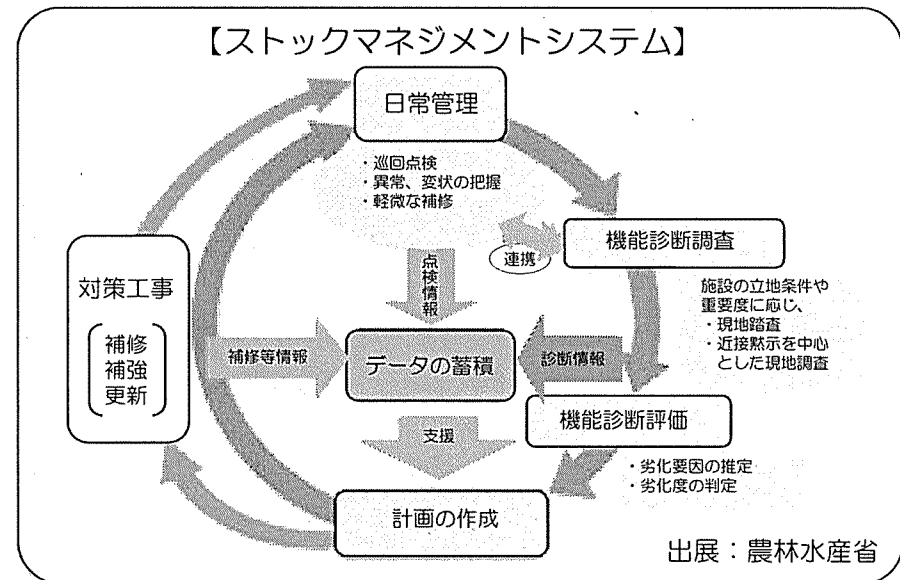 【ストックマネジメントシステム】
日常管理
・巡回点検
・異常、変状の把握
・軽微な補修
連携
機能診断調査
施設の立地条件や
重要度に応じ、
・現地踏査
・近接黙示を中心
とした現地調査
対策工事
補修
補強
更新
点検情報
補修等情報
データの蓄積
診断情報
支援
機能診断評価
・劣化要因の推定
・劣化度の判定
計画の作成
出展：農林水産省